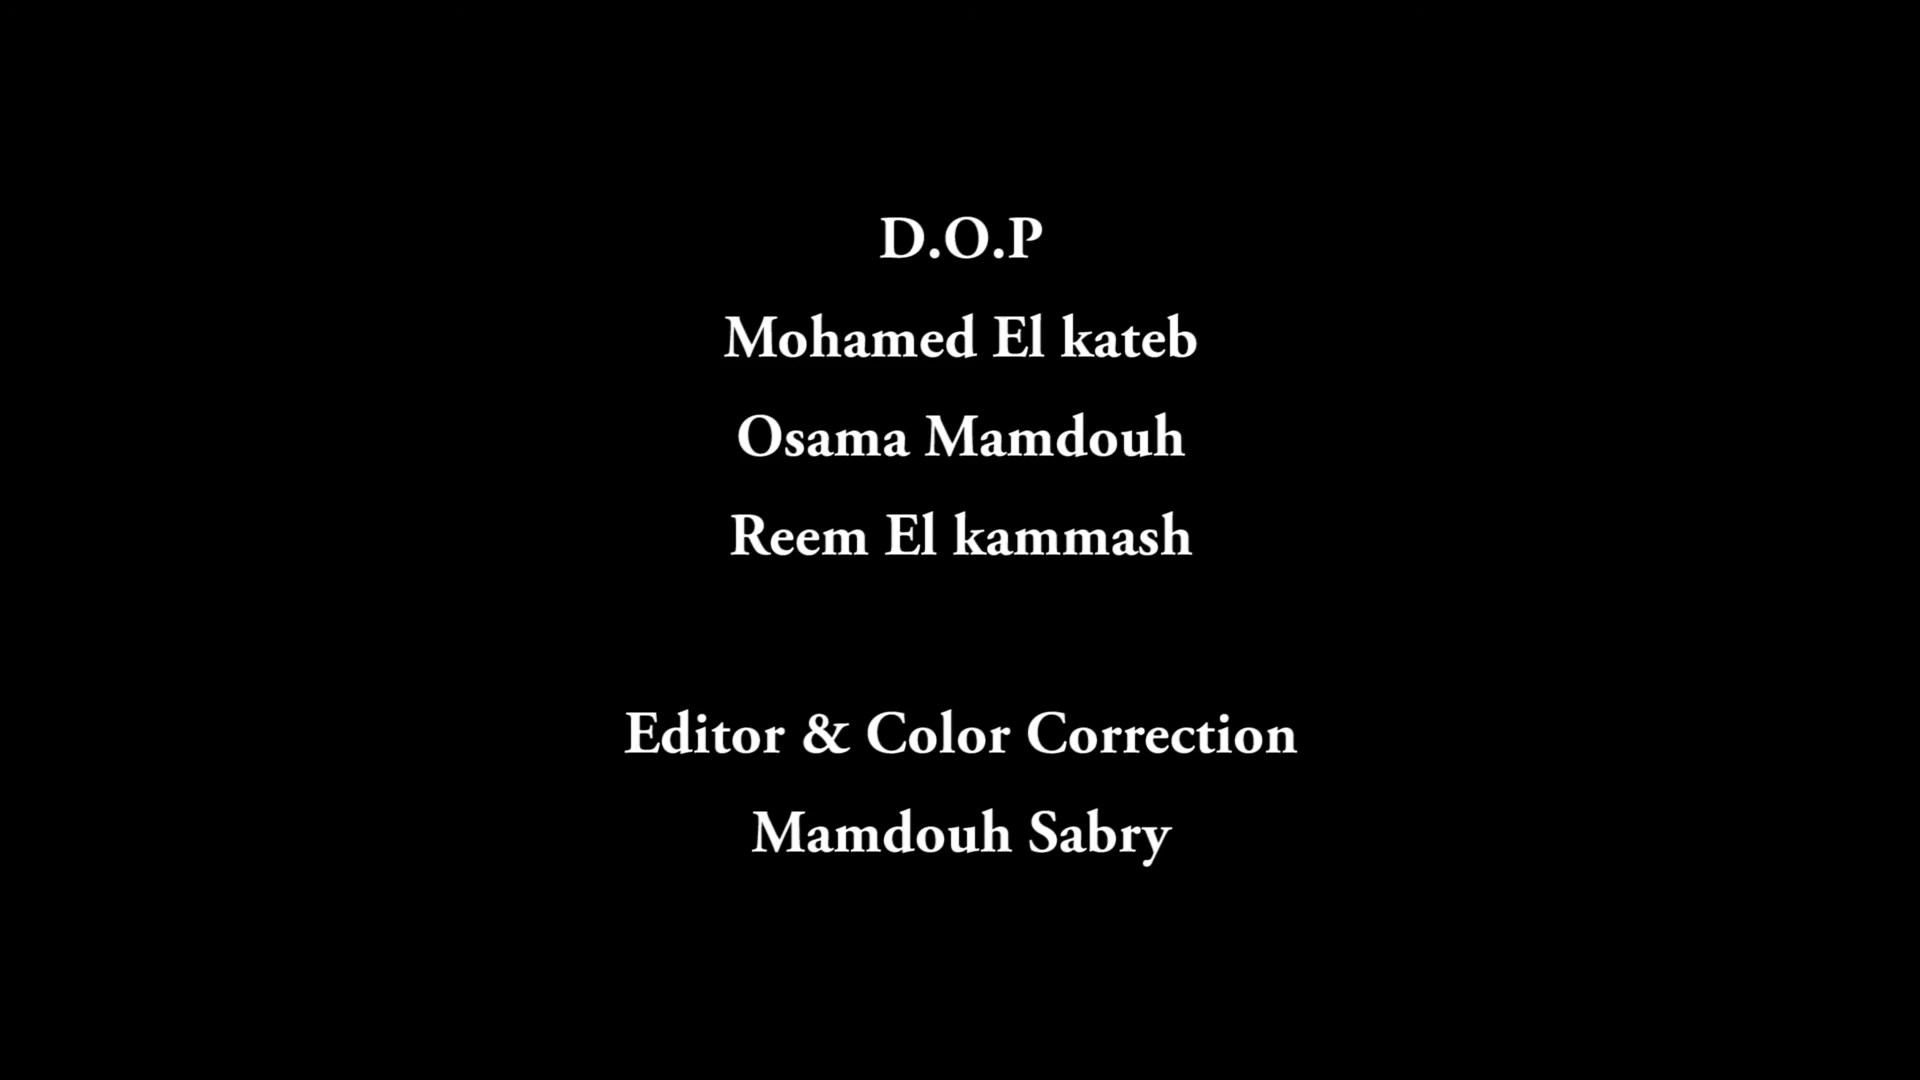 D.O.P
Mohamed El kateb
Osama Mamdouh
Reem El kammash
Editor & Color Correction
Mamdouh Sabry